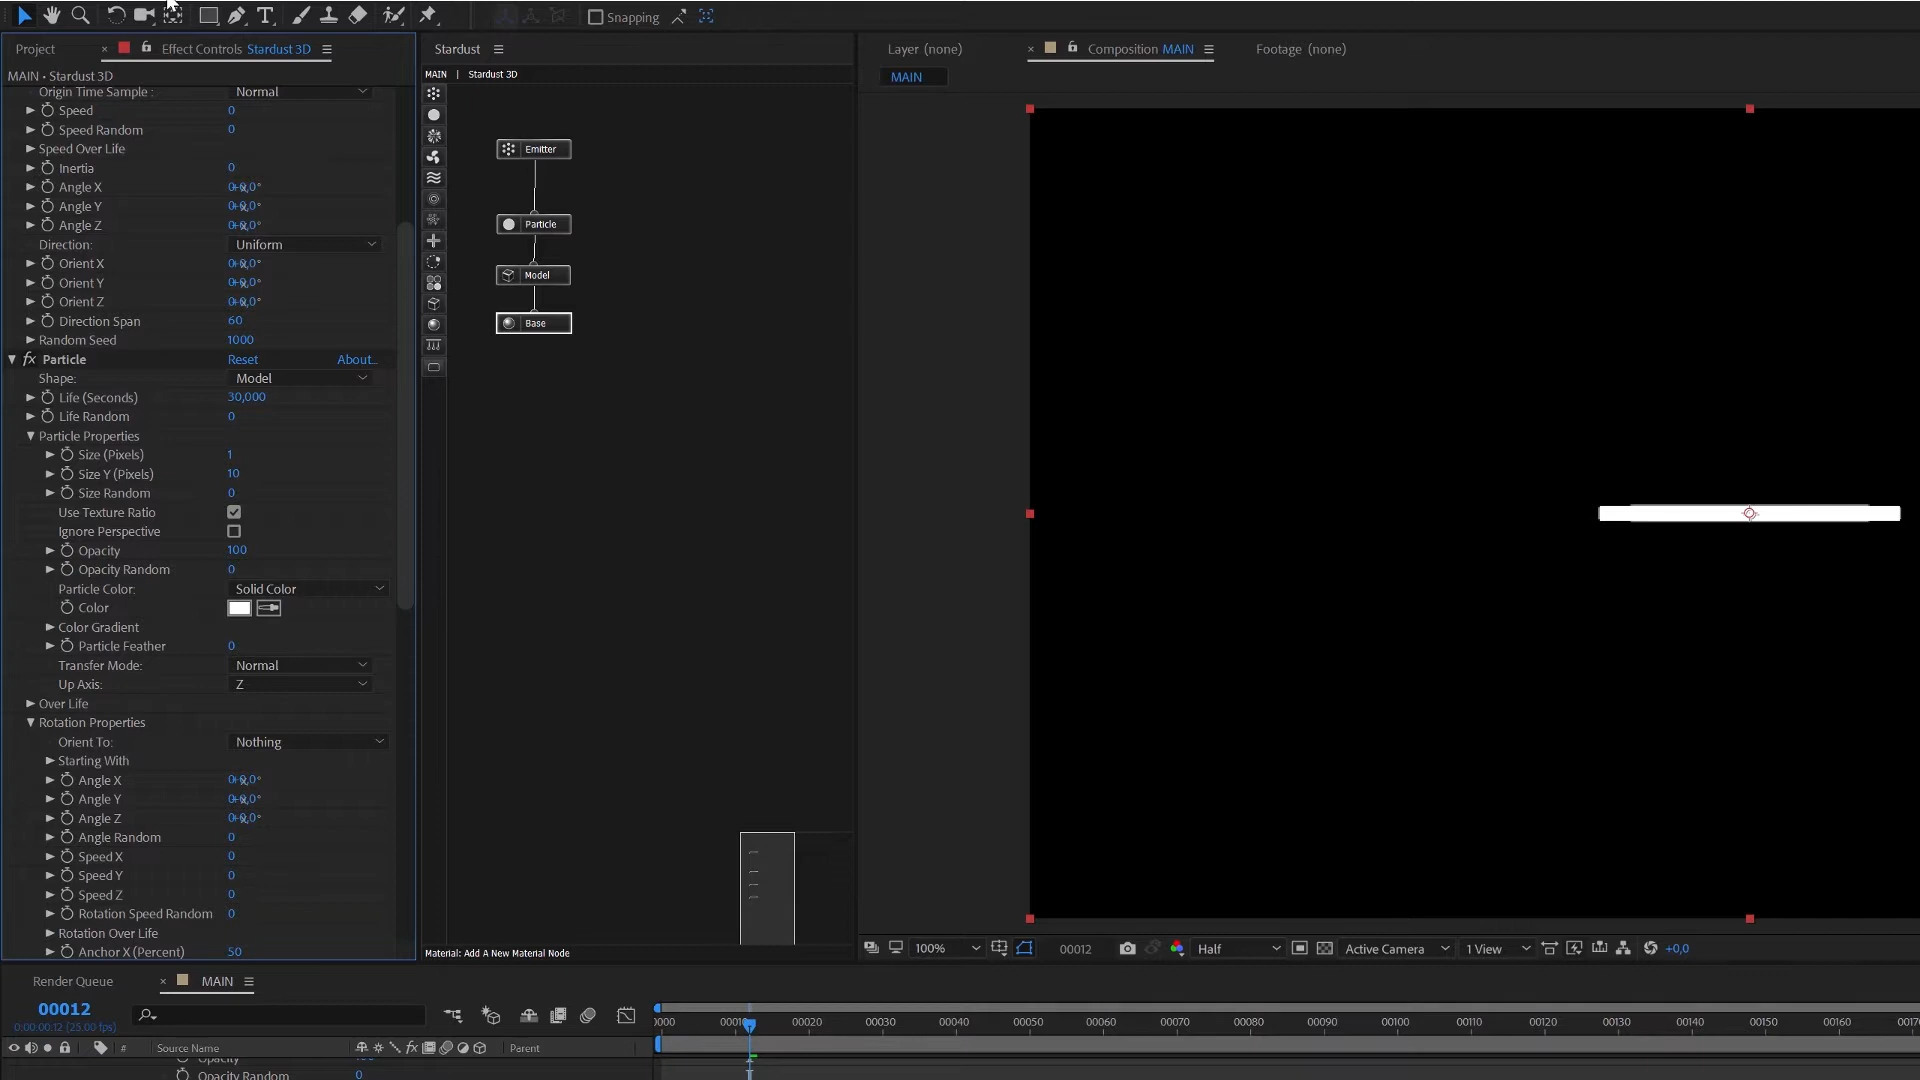 Snapping
Project
Effect Controls Stardust 3D
Stardust
Layer (none)
Composition MAIN
Footage (none)
MAIN • Stardust 3D
MAIN | Stardust 3D
MAIN
Origin Time Sample : Normal
Speed 0
Speed Random 0
Speed Over Life
Inertia 0
Angle X
Angle Y
Angle Z
Direction: Uniform
Orient X
Orient Y
Orient Z
Direction Span 60
Random Seed 1000
fx Particle Reset About...
Shape: Model
Life (Seconds) 30,000
Life Random 0
Particle Properties
Size (Pixels) 1
Size Y (Pixels) 10
Size Random 0
Use Texture Ratio
Ignore Perspective
Opacity 100
Opacity Random 0
Particle Color: Solid Color
Color
Color Gradient
Particle Feather 0
Transfer Mode: Normal
Up Axis: Z
Over Life
Rotation Properties
Orient To: Nothing
Starting With
Angle X
Angle Y
Angle Z
Angle Random 0
Speed X 0
Speed Y 0
Speed Z 0
Rotation Speed Random 0
Rotation Over Life
Anchor X (Percent) 50
Emitter
Particle
Model
Base
Material: Add A New Material Node
100%
00012
Half
Active Camera
1 View
+0,0
Render Queue
MAIN
00012
0:00:00:12 (25.00 fps)
00020 00030 00040 00050 00060 00070 00080 00090 00100 00110 00120 00130 00140 00150 00160
# Source Name
fx
Parent
Opacity
Opacity Random 0